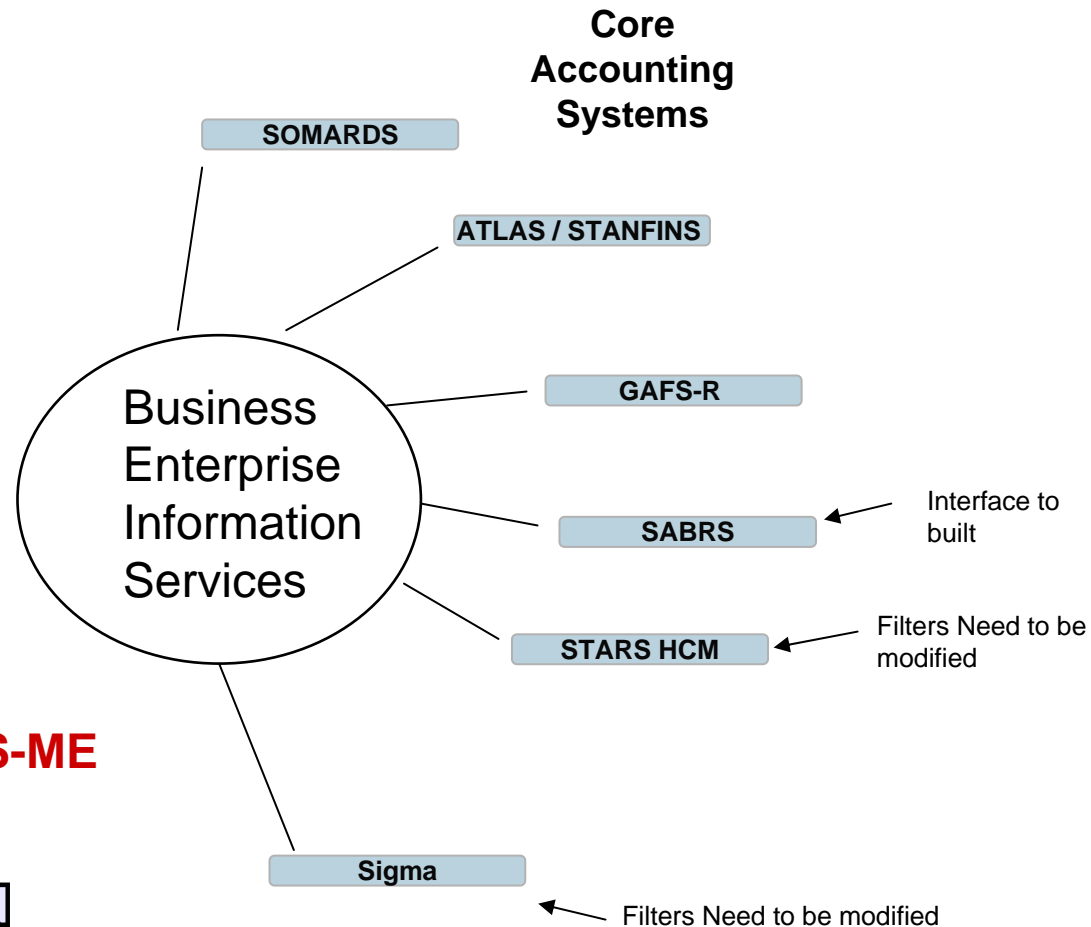 Core
Accounting
Systems
SOMARDS
ATLAS / STANFINS
GAFS-R
Business
Enterprise
Information
Services
SABRS
Interface to
built
STARS HCM
Filters Need to be
modified
S-ME
Sigma
Filters Need to be modified